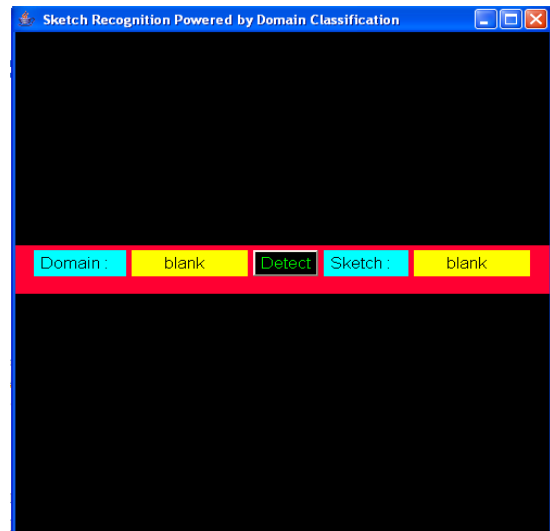 Sketch Recognition Powered by Domain Classification
Domain : blank Detect Sketch : blank